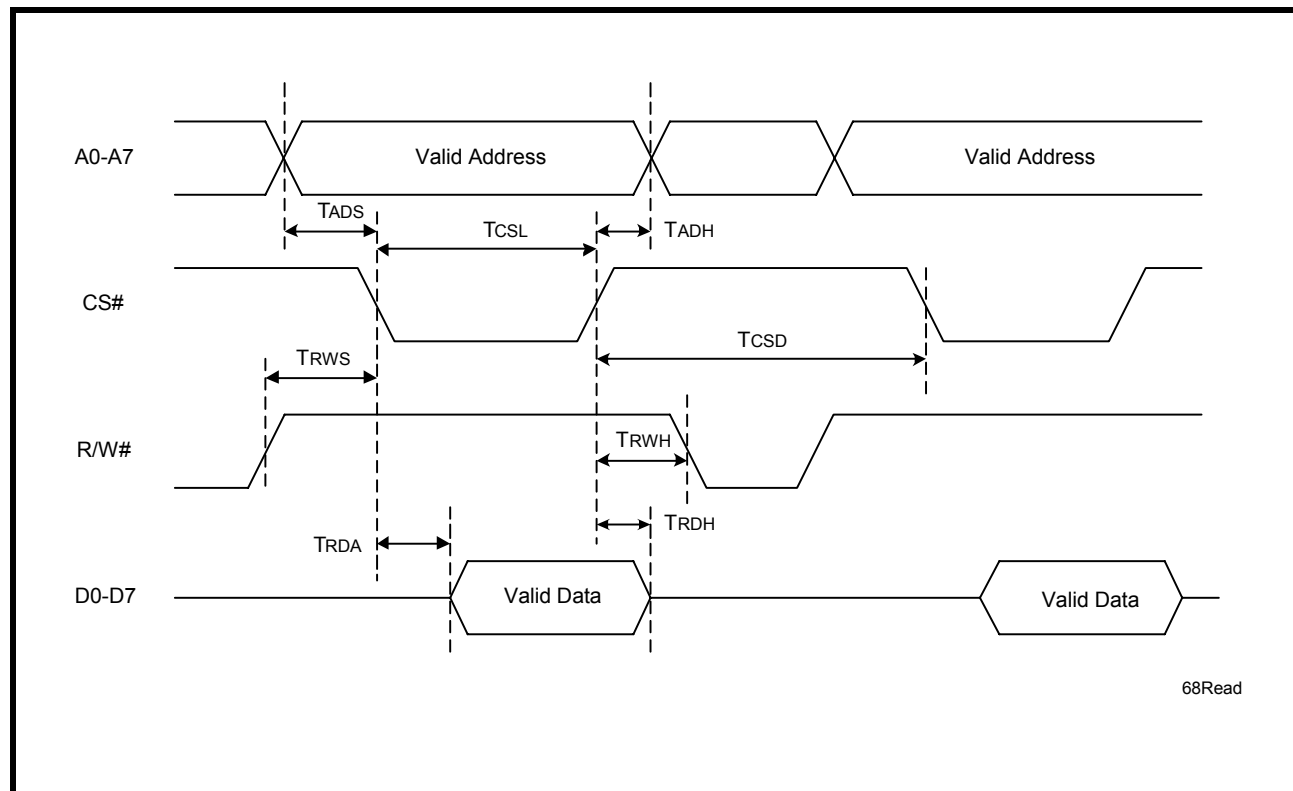 A0-A7
Valid Address
Valid Address
TADS
TCSL
TADH
CS#
TCSD
TRWS
R/W#
TRWH
TRDH
TRDA
D0-D7
Valid Data
Valid Data
68Read